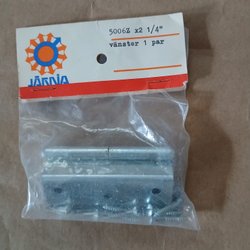 5006Z x2 1/4"
vänster 1 par
JÄRNIA